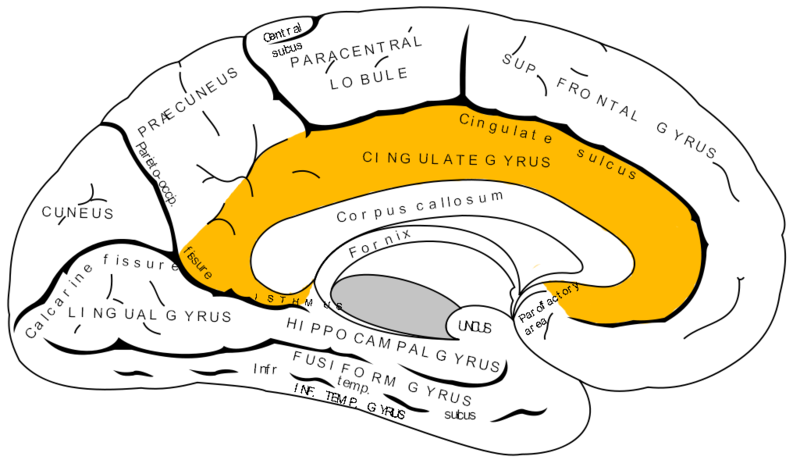 Central
sulcus
PARACENTRAL
LOBULE
SUP. FRONTAL GYRUS
PRÆCUNEUS
Cingulate sulcus
CINGULATE GYRUS
Parieto-occip.
fissure
CUNEUS
Corpus callosum
Fornix
Calcarine fissure
ISTHMUS
LINGUAL GYRUS
HIPPOCAMPAL GYRUS
UNCUS
Parolfactory
area
FUSIFORM GYRUS
Infr temp. sulcus
INF. TEMP. GYRUS